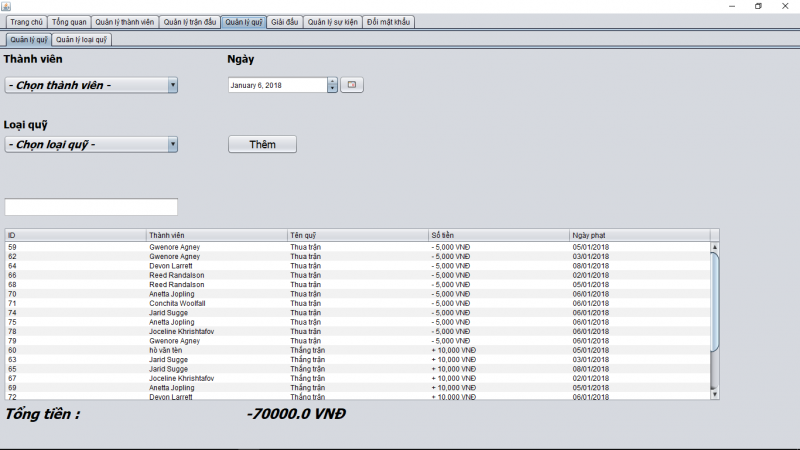 Trang chủ Tổng quan Quản lý thành viên Quản lý trận đấu Quản lý quỹ Giải đấu Quản lý sự kiện Đổi mật khẩu
Quản lý quỹ Quản lý loại quỹ
Thành viên Ngày
- Chọn thành viên - January 6, 2018
Loại quỹ
- Chọn loại quỹ - Thêm
ID Thành viên Tên quỹ Số tiền Ngày phạt
59 Gwenore Agney Thua trận - 5,000 VNĐ 05/01/2018
62 Gwenore Agney Thua trận - 5,000 VNĐ 03/01/2018
64 Devon Larrett Thua trận - 5,000 VNĐ 08/01/2018
66 Reed Randalson Thua trận - 5,000 VNĐ 02/01/2018
68 Reed Randalson Thua trận - 5,000 VNĐ 05/01/2018
70 Anetta Jopling Thua trận - 5,000 VNĐ 06/01/2018
71 Conchita Woolfall Thua trận - 5,000 VNĐ 06/01/2018
74 Jarid Sugge Thua trận - 5,000 VNĐ 06/01/2018
75 Anetta Jopling Thua trận - 5,000 VNĐ 06/01/2018
78 Joceline Khrishtafov Thua trận - 5,000 VNĐ 06/01/2018
79 Gwenore Agney Thua trận - 5,000 VNĐ 06/01/2018
60 hò văn tèn Thắng trận + 10,000 VNĐ 05/01/2018
63 Jarid Sugge Thắng trận + 10,000 VNĐ 03/01/2018
65 Jarid Sugge Thắng trận + 10,000 VNĐ 08/01/2018
67 Joceline Khrishtafov Thắng trận + 10,000 VNĐ 02/01/2018
69 Anetta Jopling Thắng trận + 10,000 VNĐ 05/01/2018
72 Devon Larrett Thắng trận + 10,000 VNĐ 06/01/2018
Tổng tiền : -70000.0 VNĐ